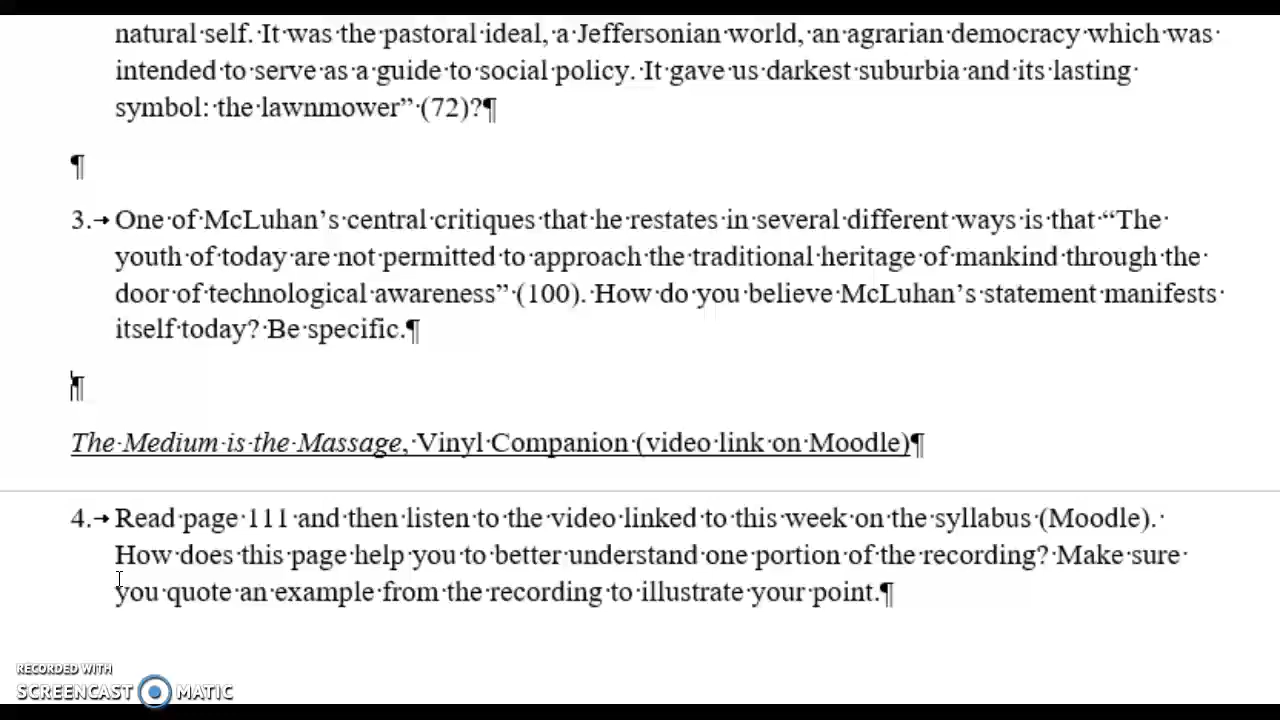 natural self. It was the pastoral ideal, a Jeffersonian world, an agrarian democracy which was
intended to serve as a guide to social policy. It gave us darkest suburbia and its lasting
symbol: the lawnmower” (72)?¶
¶
3.→One of McLuhan’s central critiques that he restates in several different ways is that “The
youth of today are not permitted to approach the traditional heritage of mankind through the
door of technological awareness” (100). How do you believe McLuhan’s statement manifests
itself today? Be specific.¶
¶
The Medium is the Massage, Vinyl Companion (video link on Moodle)¶
4.→Read page 111 and then listen to the video linked to this week on the syllabus (Moodle).
How does this page help you to better understand one portion of the recording? Make sure
you quote an example from the recording to illustrate your point.¶
RECORDED WITH
SCREENCAST MATIC